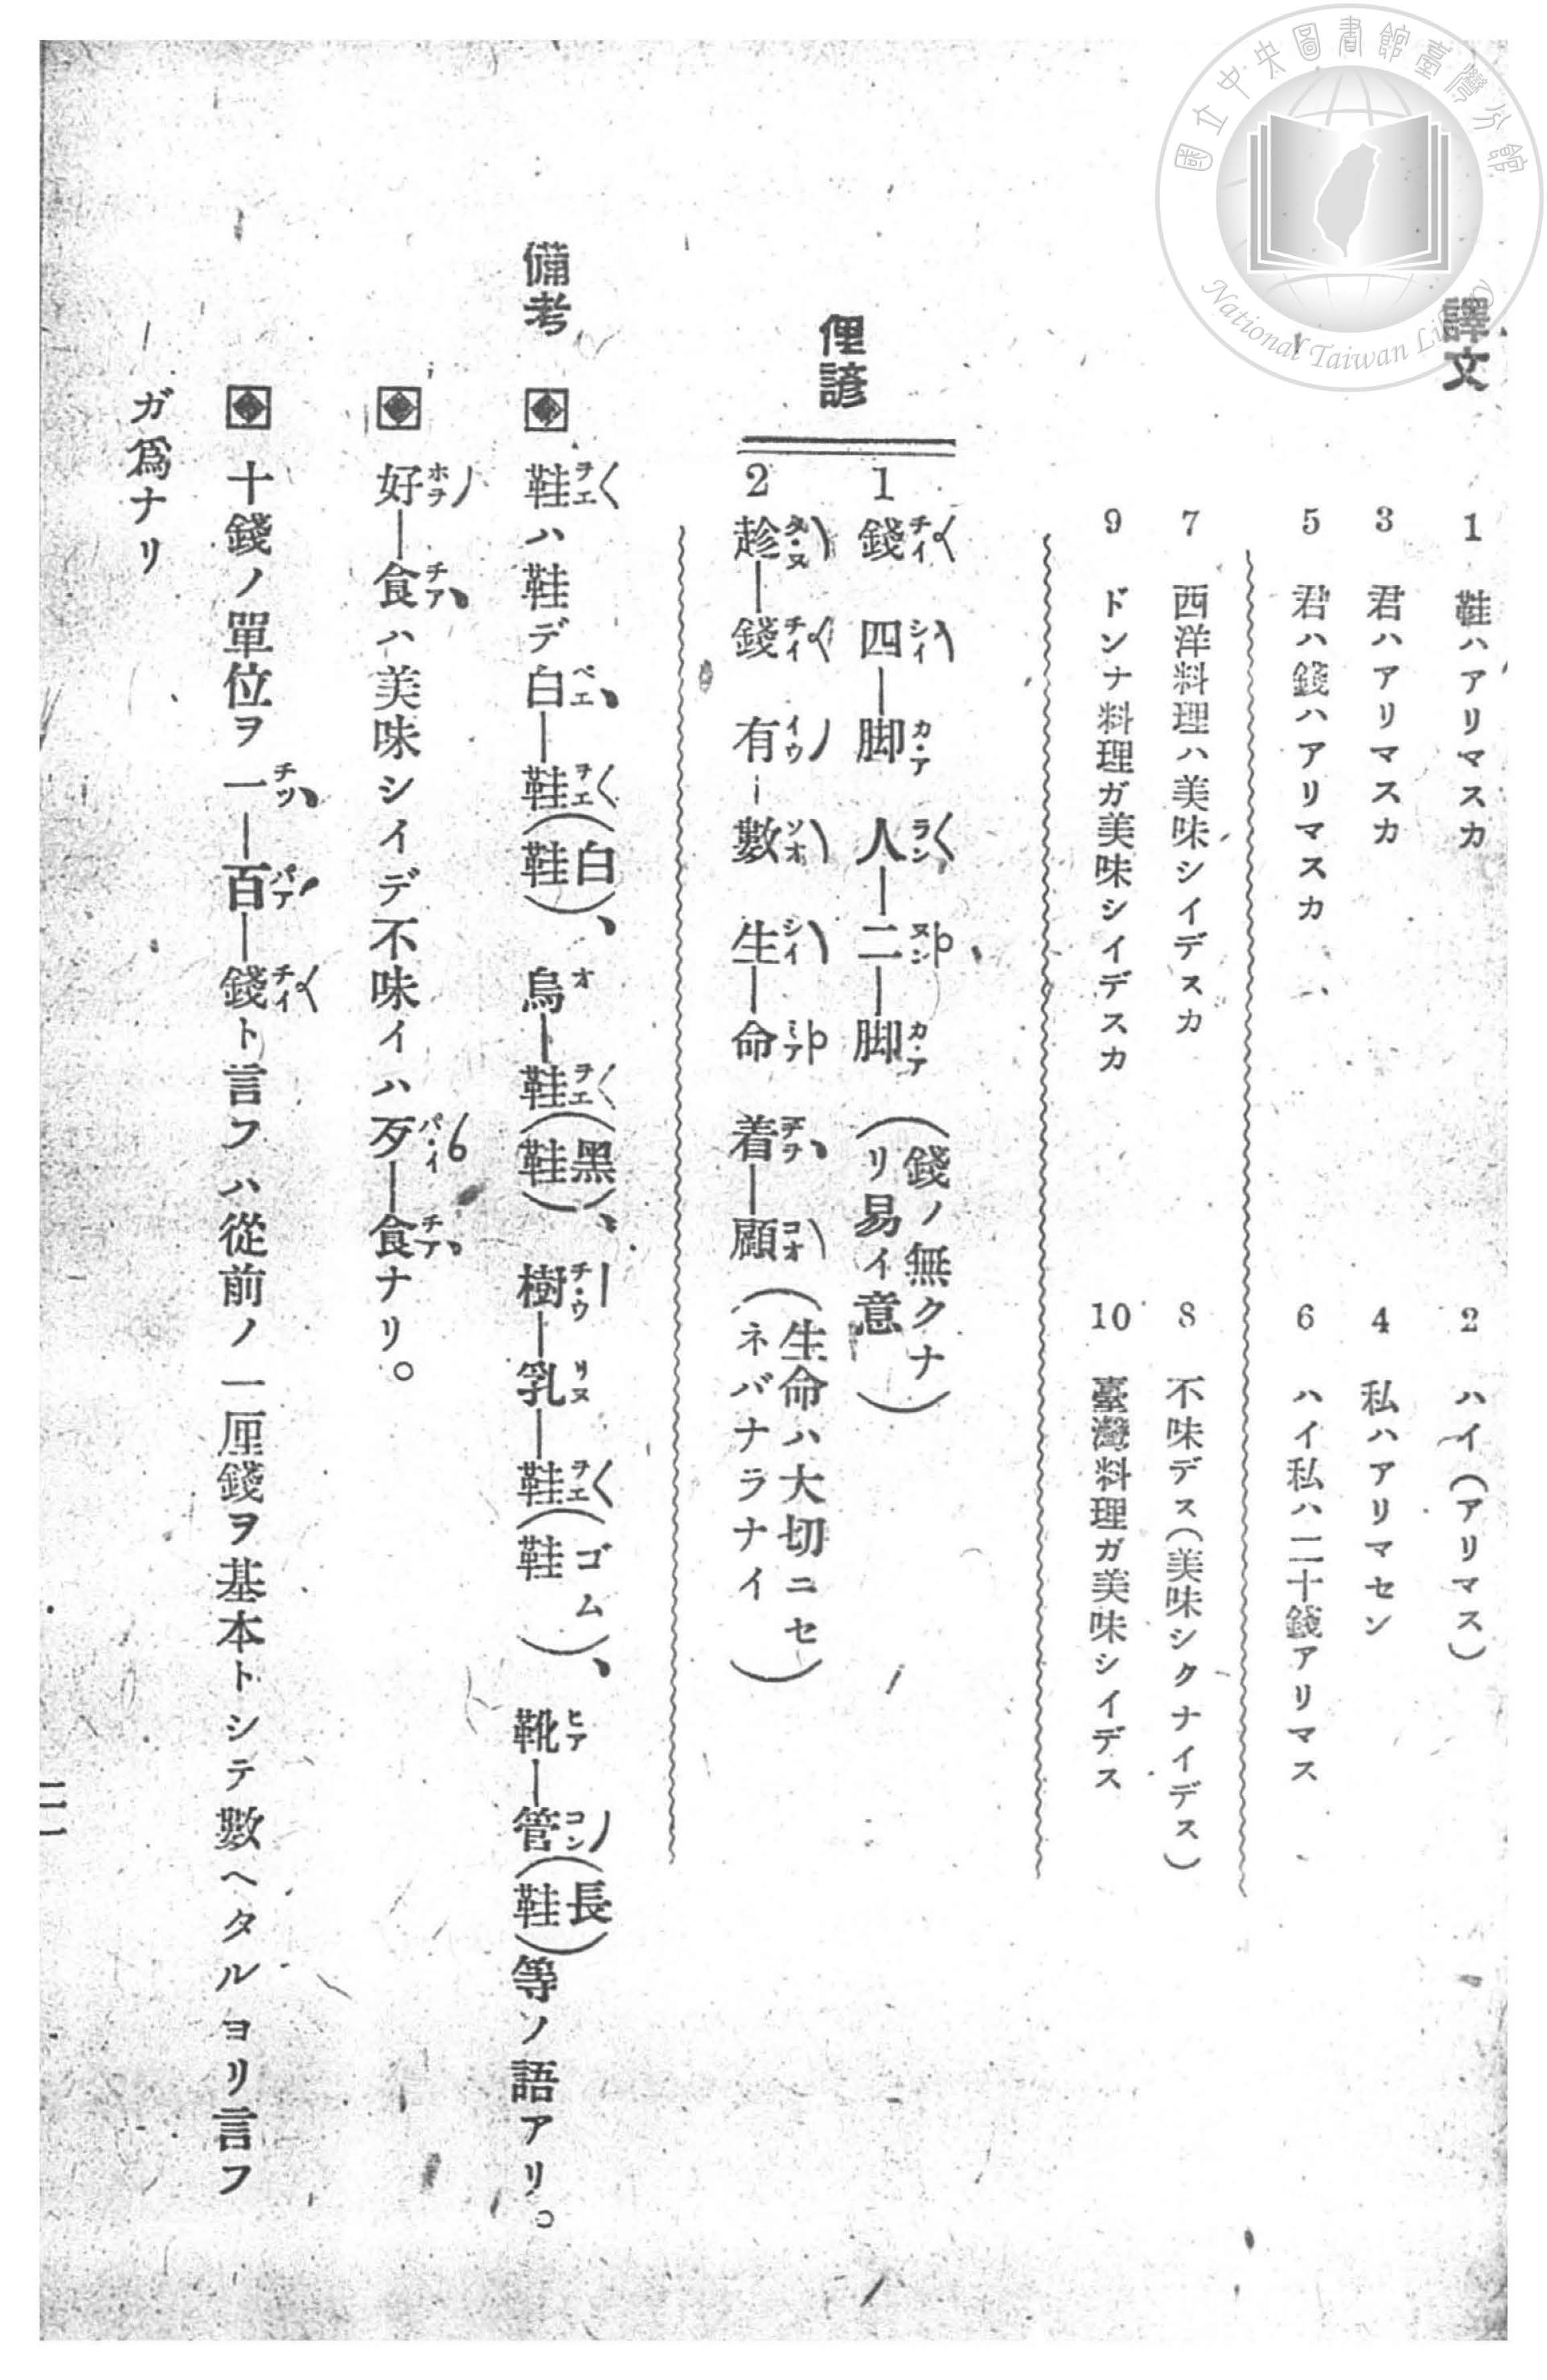 國立中央圖書館臺灣分館
National Taiwan Library
譯文
1 鞋ハアリマスカ
2 ハイ(アリマス)
3 君ハアリマスカ
4 私ハアリマセン
5 君ハ錢ハアリマスカ
6 ハイ私ハ二十錢アリマス
7 西洋料理ハ美味シイデスカ
8 不味デス(美味シクナイデス)
9 ドンナ料理ガ美味シイデスカ
10 臺灣料理ガ美味シイデス
俚諺
1 錢 四—脚 人—二—脚 (錢ノ無クナリ易イ意)
2 趁—錢 有—數 生—命 着—顧 (生命ハ大切ニセネバナラナイ)
備考
鞋ハ鞋デ白—鞋(白鞋)、烏—鞋(黑鞋)、樹—乳—鞋(ゴム鞋)、靴—管(長鞋)等ソ語アリ。
好—食ハ美味シイデ不味イハ歹—食ナリ。
十錢ノ單位ヲ一—百—錢ト言フハ從前ノ一厘錢ヲ基本トシテ數ヘタルヨリ言フ
ガ爲ナリ
二一